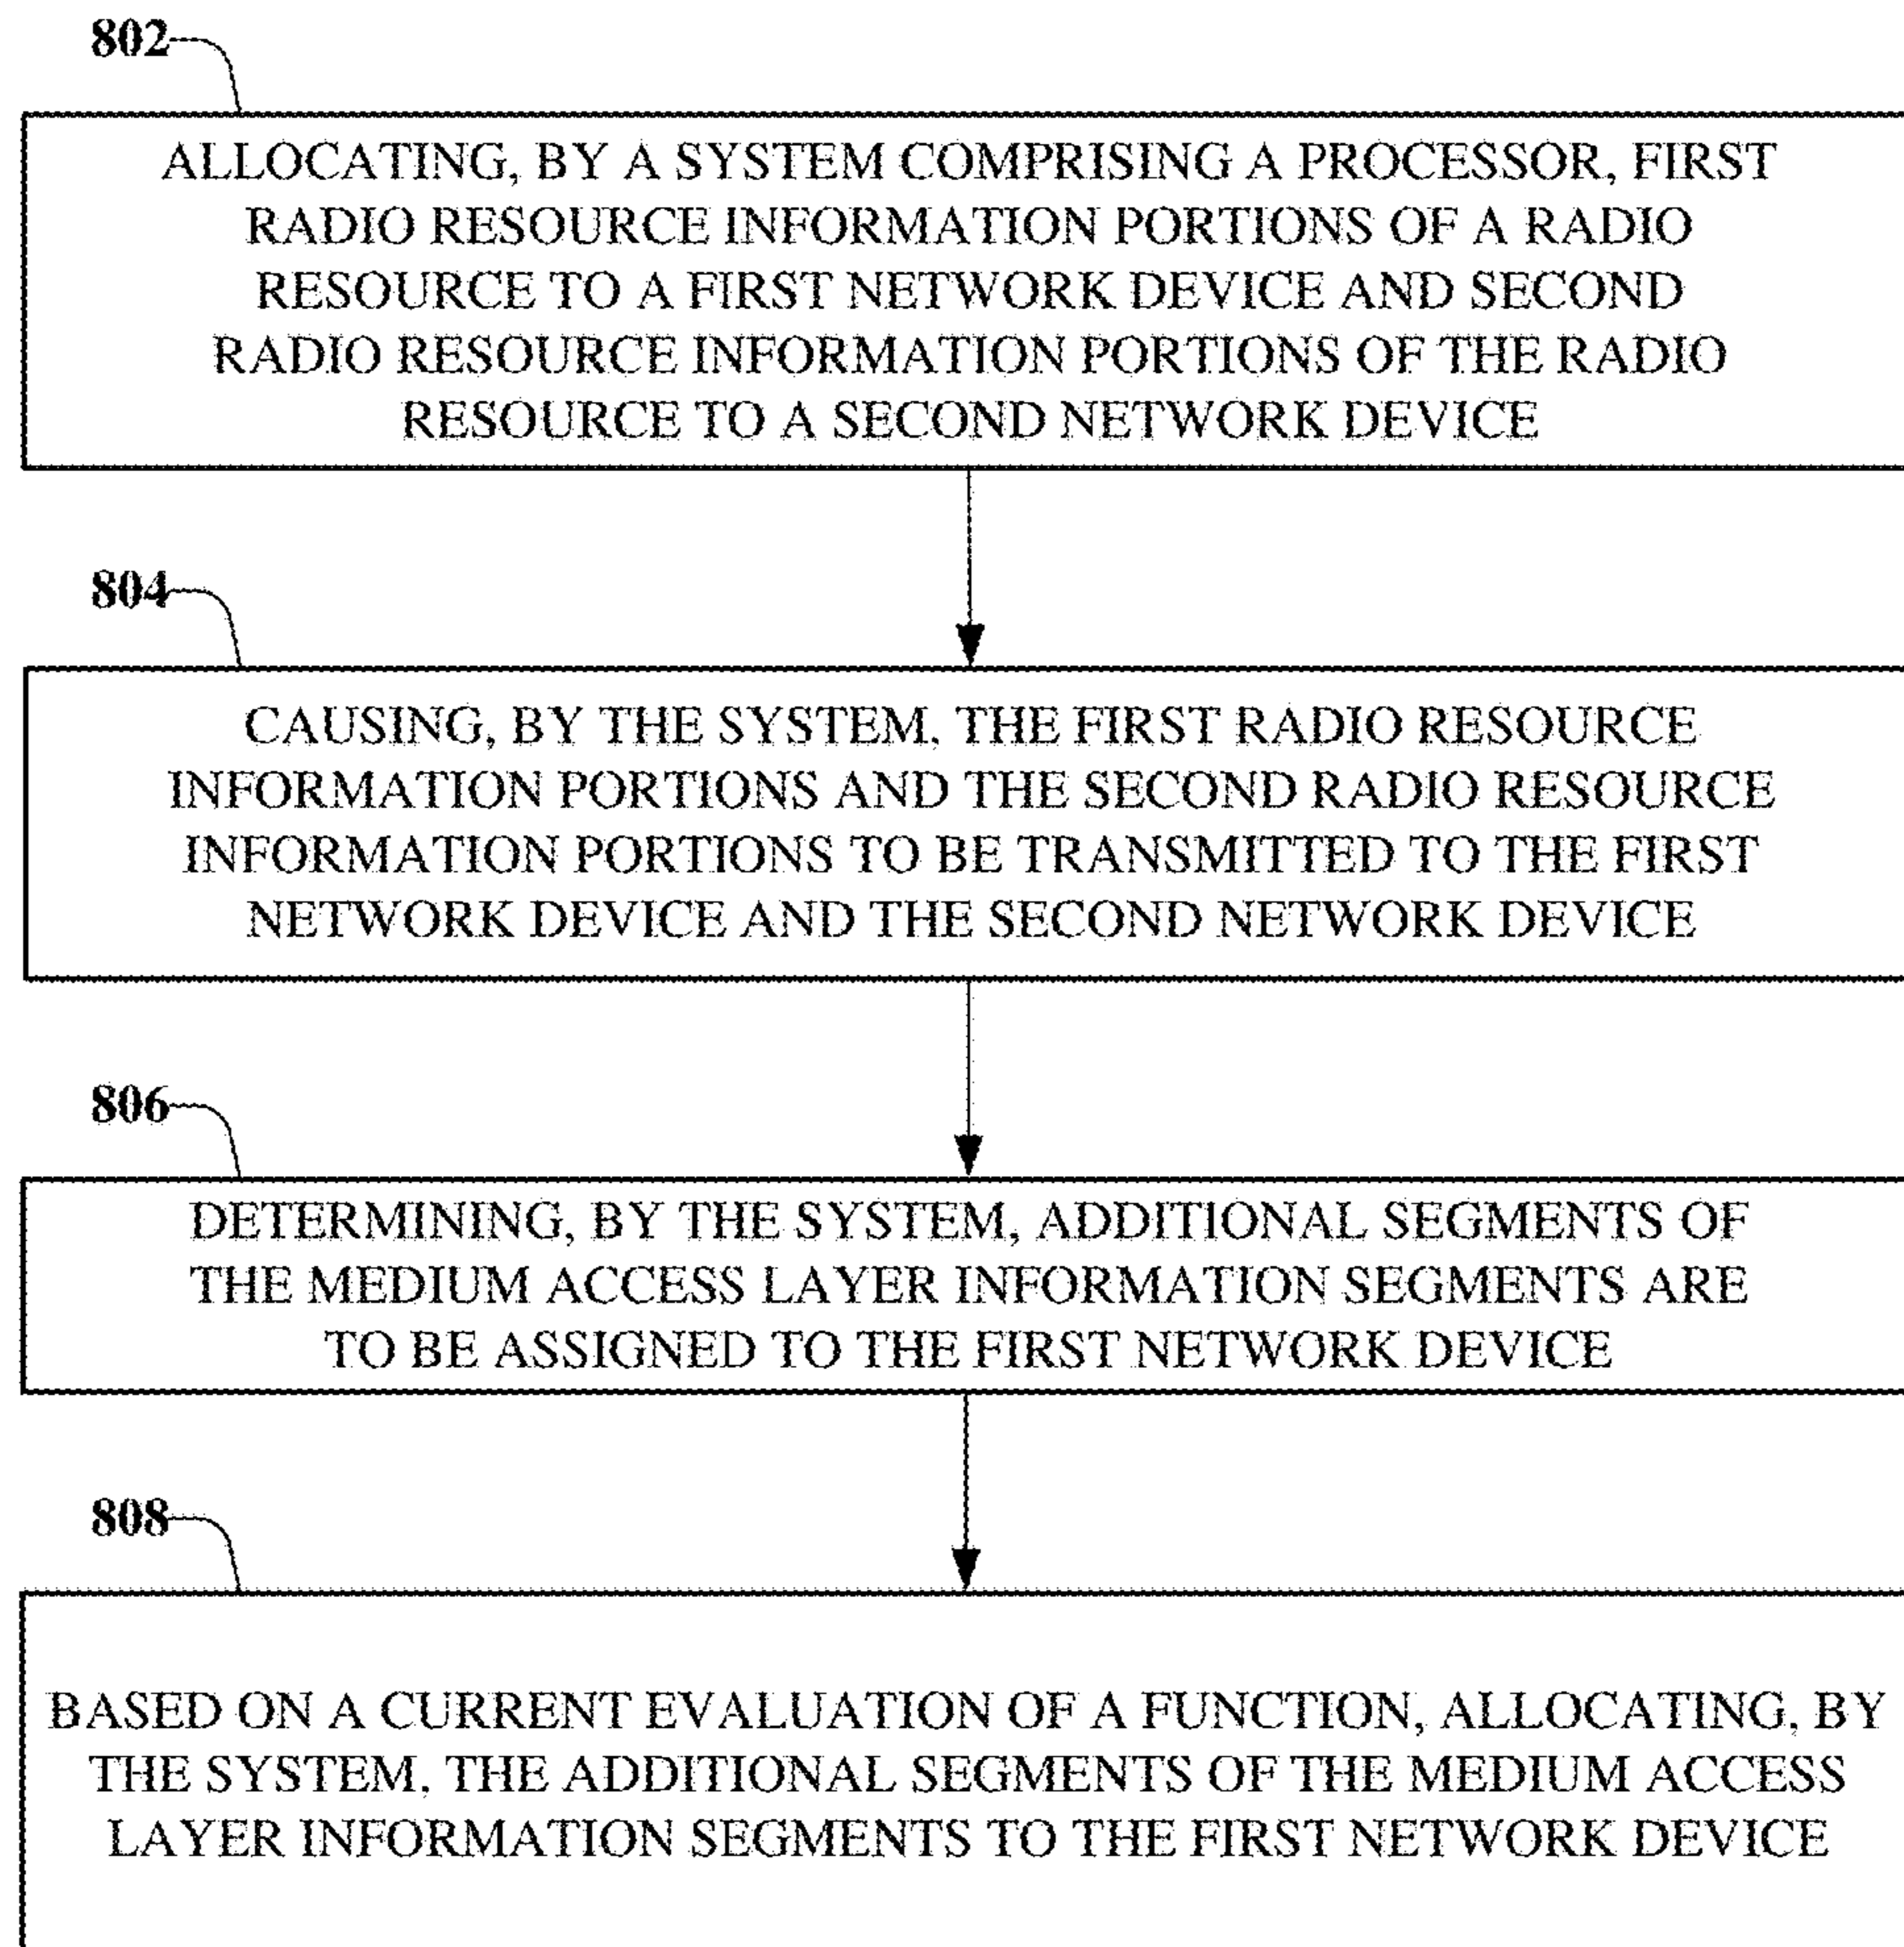 802
ALLOCATING, BY A SYSTEM COMPRISING A PROCESSOR, FIRST
RADIO RESOURCE INFORMATION PORTIONS OF A RADIO
RESOURCE TO A FIRST NETWORK DEVICE AND SECOND
RADIO RESOURCE INFORMATION PORTIONS OF THE RADIO
RESOURCE TO A SECOND NETWORK DEVICE
804
CAUSING, BY THE SYSTEM, THE FIRST RADIO RESOURCE
INFORMATION PORTIONS AND THE SECOND RADIO RESOURCE
INFORMATION PORTIONS TO BE TRANSMITTED TO THE FIRST
NETWORK DEVICE AND THE SECOND NETWORK DEVICE
806
DETERMINING, BY THE SYSTEM, ADDITIONAL SEGMENTS OF
THE MEDIUM ACCESS LAYER INFORMATION SEGMENTS ARE
TO BE ASSIGNED TO THE FIRST NETWORK DEVICE
808
BASED ON A CURRENT EVALUATION OF A FUNCTION, ALLOCATING, BY
THE SYSTEM, THE ADDITIONAL SEGMENTS OF THE MEDIUM ACCESS
LAYER INFORMATION SEGMENTS TO THE FIRST NETWORK DEVICE